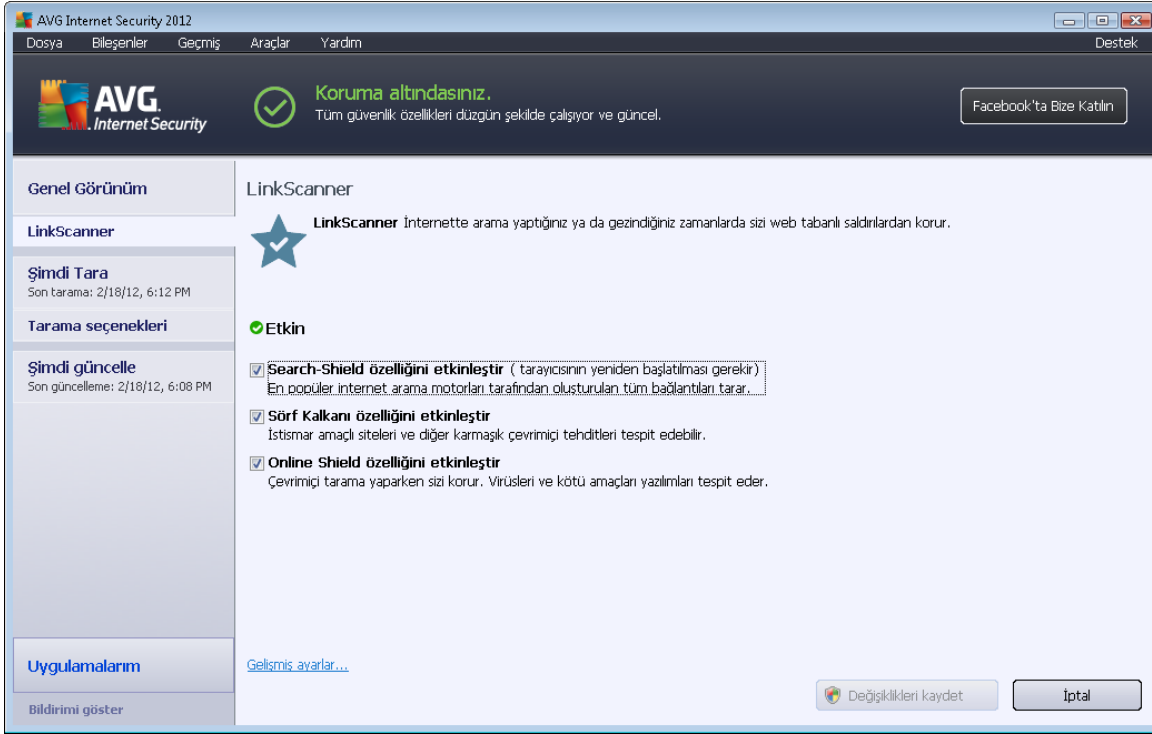 AVG Internet Security 2012
Dosya Bileşenler Geçmiş Araçlar Yardım Destek
AVG.
Internet Security
Koruma altındasınız.
Tüm güvenlik özellikleri düzgün şekilde çalışıyor ve güncel.
Facebook'ta Bize Katılın
Genel Görünüm
LinkScanner
Şimdi Tara
Son tarama: 2/18/12, 6:12 PM
Tarama seçenekleri
Şimdi güncelle
Son güncelleme: 2/18/12, 6:08 PM
Uygulamalarım
Bildirimi göster
LinkScanner
LinkScanner İnternette arama yaptığınız ya da gezindiğiniz zamanlarda sizi web tabanlı saldırılardan korur.
Etkin
Search-Shield özelliğini etkinleştir ( tarayıcısının yeniden başlatılması gerekir)
En popüler internet arama motorları tarafından oluşturulan tüm bağlantıları tarar.
Sörf Kalkanı özelliğini etkinleştir
İstismar amaçlı siteleri ve diğer karmaşık çevrimiçi tehditleri tespit edebilir.
Online Shield özelliğini etkinleştir
Çevrimiçi tarama yaparken sizi korur. Virüsleri ve kötü amaçları yazılımları tespit eder.
Gelişmiş ayarlar...
Değişiklikleri kaydet
İptal